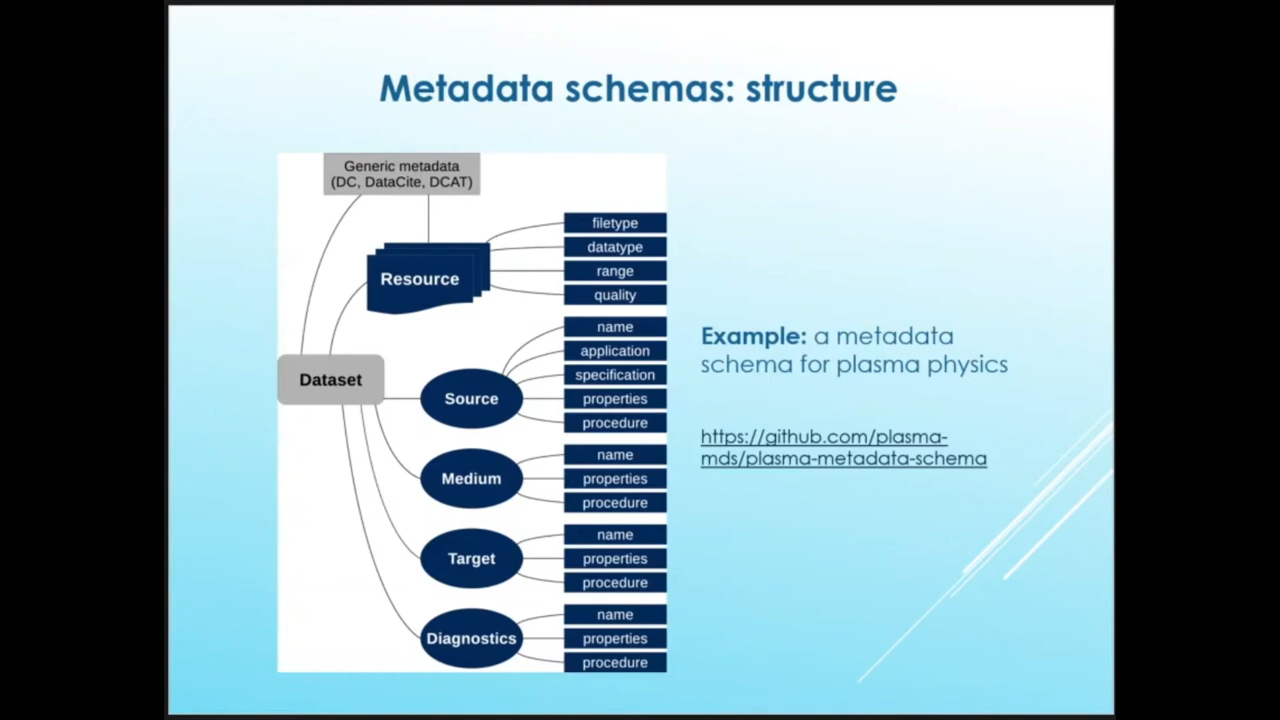 Metadata schemas: structure
Generic metadata
(DC, DataCite, DCAT)
Resource
filetype
datatype
range
quality
Dataset
Source
name
application
specification
properties
procedure
Medium
name
properties
procedure
Target
name
properties
procedure
Diagnostics
name
properties
procedure
Example: a metadata
schema for plasma physics
https://github.com/plasma-
mds/plasma-metadata-schema